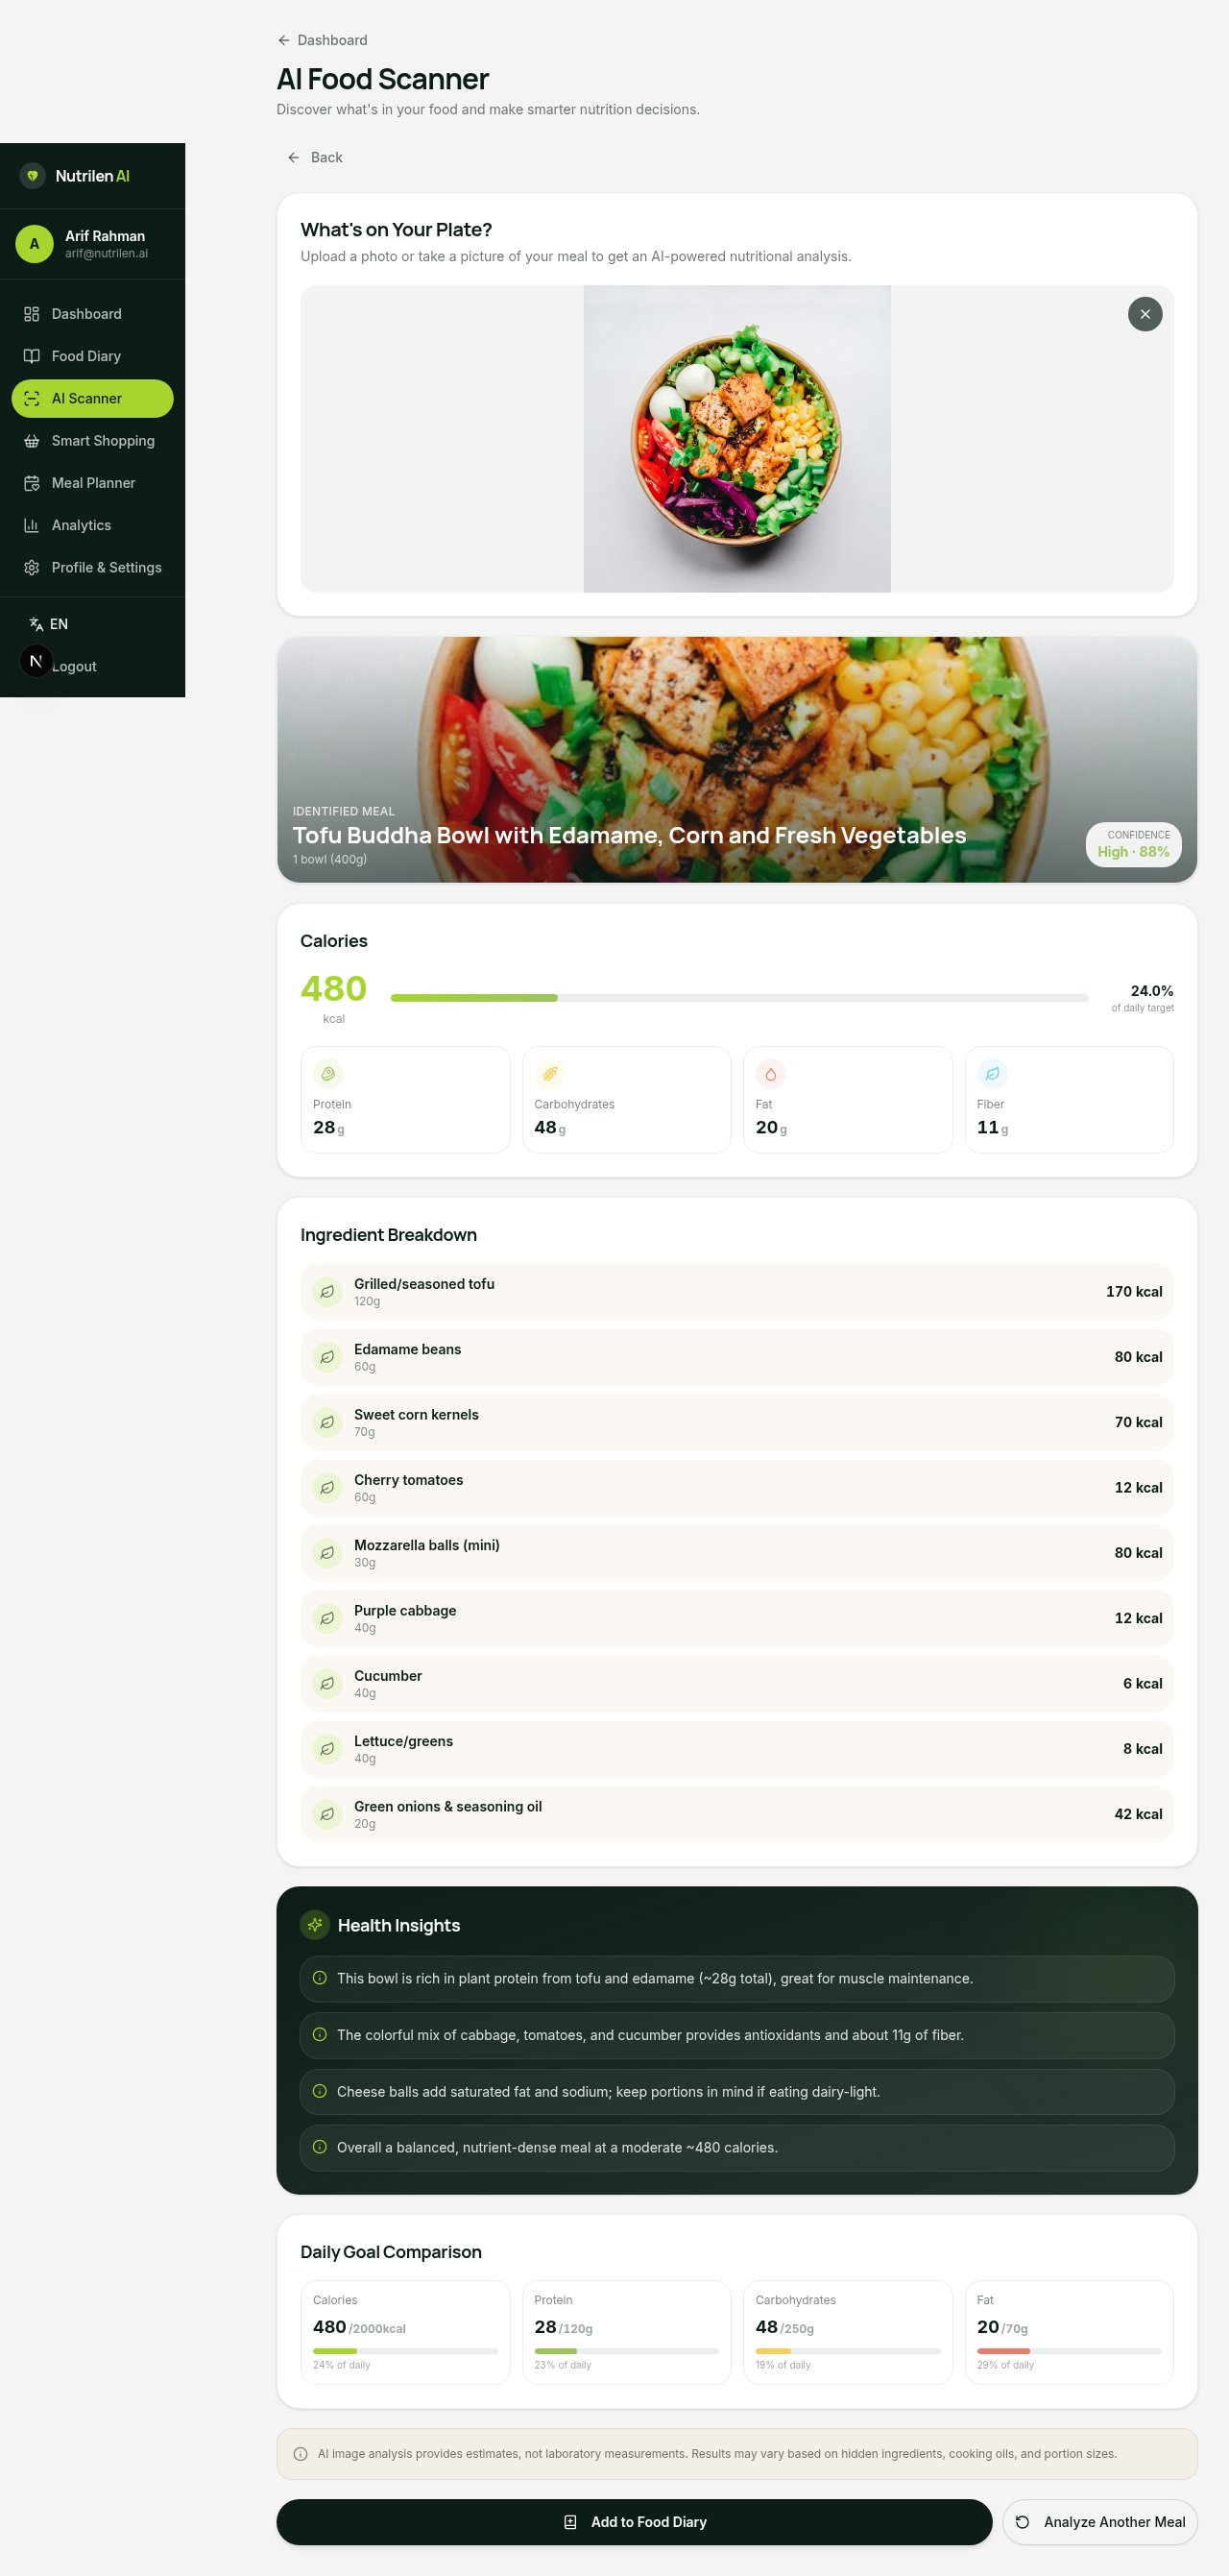 Dashboard
AI Food Scanner
Discover what's in your food and make smarter nutrition decisions.
Back
Nutrilen AI
A
Arif Rahman
arif@nutrilen.ai
Dashboard
Food Diary
AI Scanner
Smart Shopping
Meal Planner
Analytics
Profile & Settings
EN
N
Logout
What's on Your Plate?
Upload a photo or take a picture of your meal to get an AI-powered nutritional analysis.
IDENTIFIED MEAL
Tofu Buddha Bowl with Edamame, Corn and Fresh Vegetables
1 bowl (400g)
CONFIDENCE
High · 88%
Calories
480
kcal
24.0%
of daily target
Protein
28 g
Carbohydrates
48 g
Fat
20 g
Fiber
11 g
Ingredient Breakdown
Grilled/seasoned tofu
120g
170 kcal
Edamame beans
60g
80 kcal
Sweet corn kernels
70g
70 kcal
Cherry tomatoes
60g
12 kcal
Mozzarella balls (mini)
30g
80 kcal
Purple cabbage
40g
12 kcal
Cucumber
40g
6 kcal
Lettuce/greens
40g
8 kcal
Green onions & seasoning oil
20g
42 kcal
Health Insights
This bowl is rich in plant protein from tofu and edamame (~28g total), great for muscle maintenance.
The colorful mix of cabbage, tomatoes, and cucumber provides antioxidants and about 11g of fiber.
Cheese balls add saturated fat and sodium; keep portions in mind if eating dairy-light.
Overall a balanced, nutrient-dense meal at a moderate ~480 calories.
Daily Goal Comparison
Calories
480 /2000kcal
24% of daily
Protein
28 /120g
23% of daily
Carbohydrates
48 /250g
19% of daily
Fat
20 /70g
29% of daily
AI image analysis provides estimates, not laboratory measurements. Results may vary based on hidden ingredients, cooking oils, and portion sizes.
Add to Food Diary
Analyze Another Meal